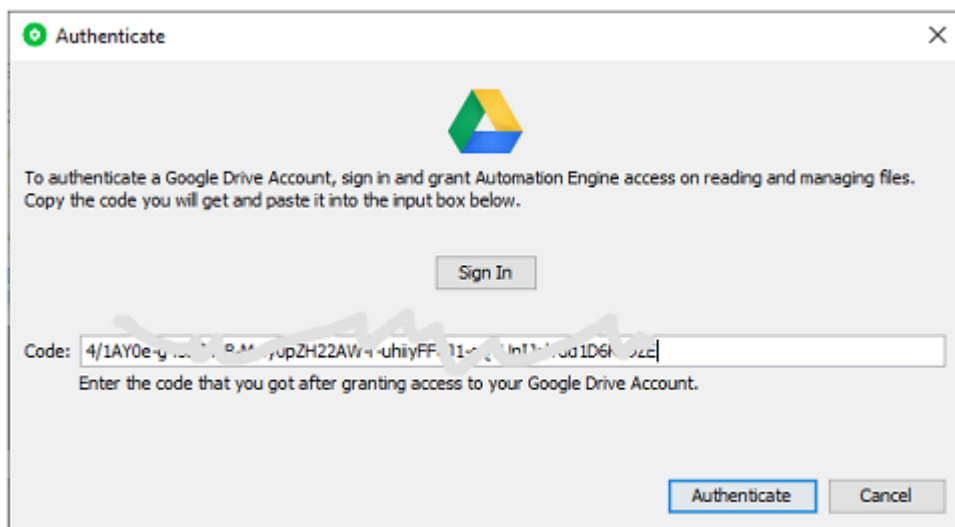 Authenticate
To authenticate a Google Drive Account, sign in and grant Automation Engine access on reading and managing files.
Copy the code you will get and paste it into the input box below.
Sign In
Code:
Enter the code that you got after granting access to your Google Drive Account.
Authenticate
Cancel